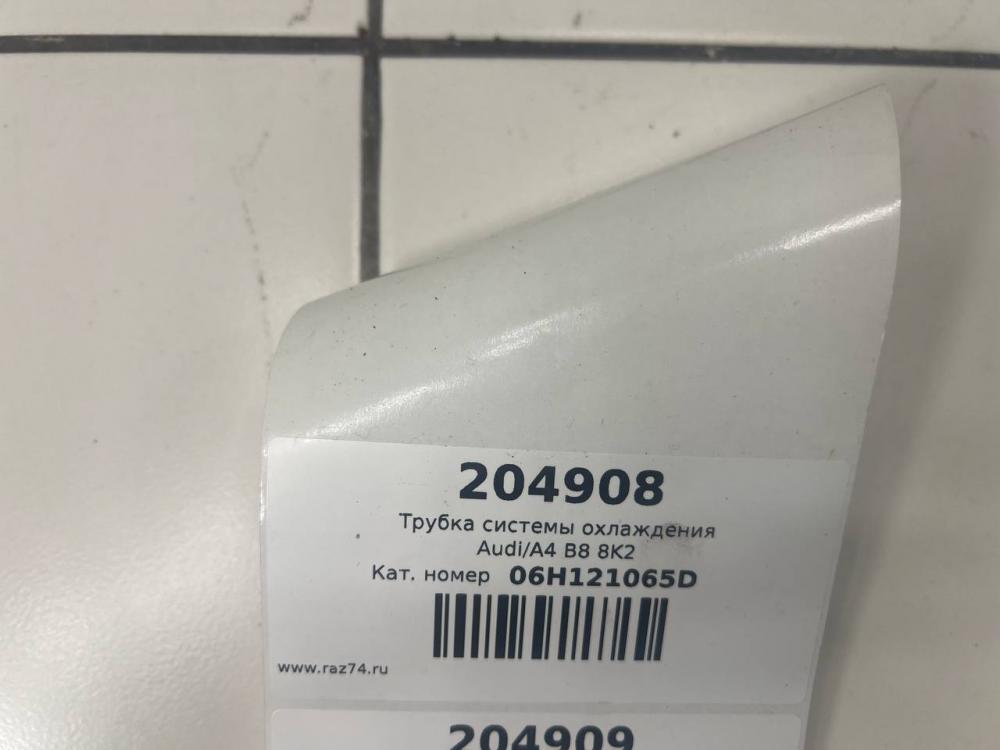 204908
Трубка системы охлаждения
Audi/A4 B8 8K2
Кат. номер 06H121065D
www.raz74.ru
204909